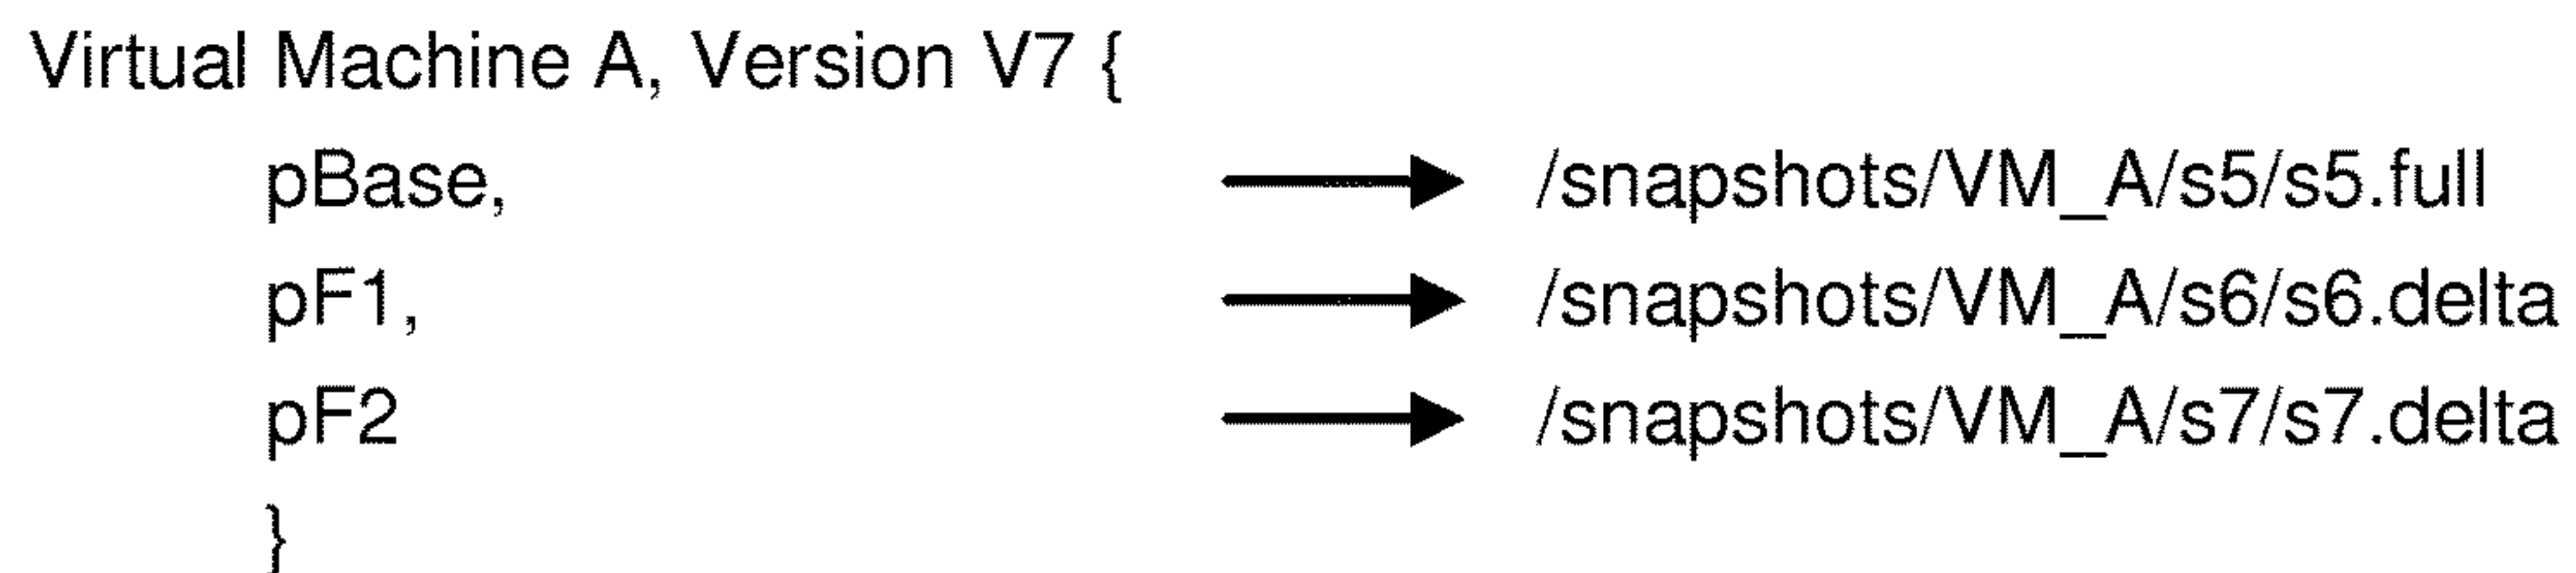 Virtual Machine A, Version V7 {
pBase, /snapshots/VM_A/s5/s5.full
pF1, /snapshots/VM_A/s6/s6.delta
pF2 /snapshots/VM_A/s7/s7.delta
}